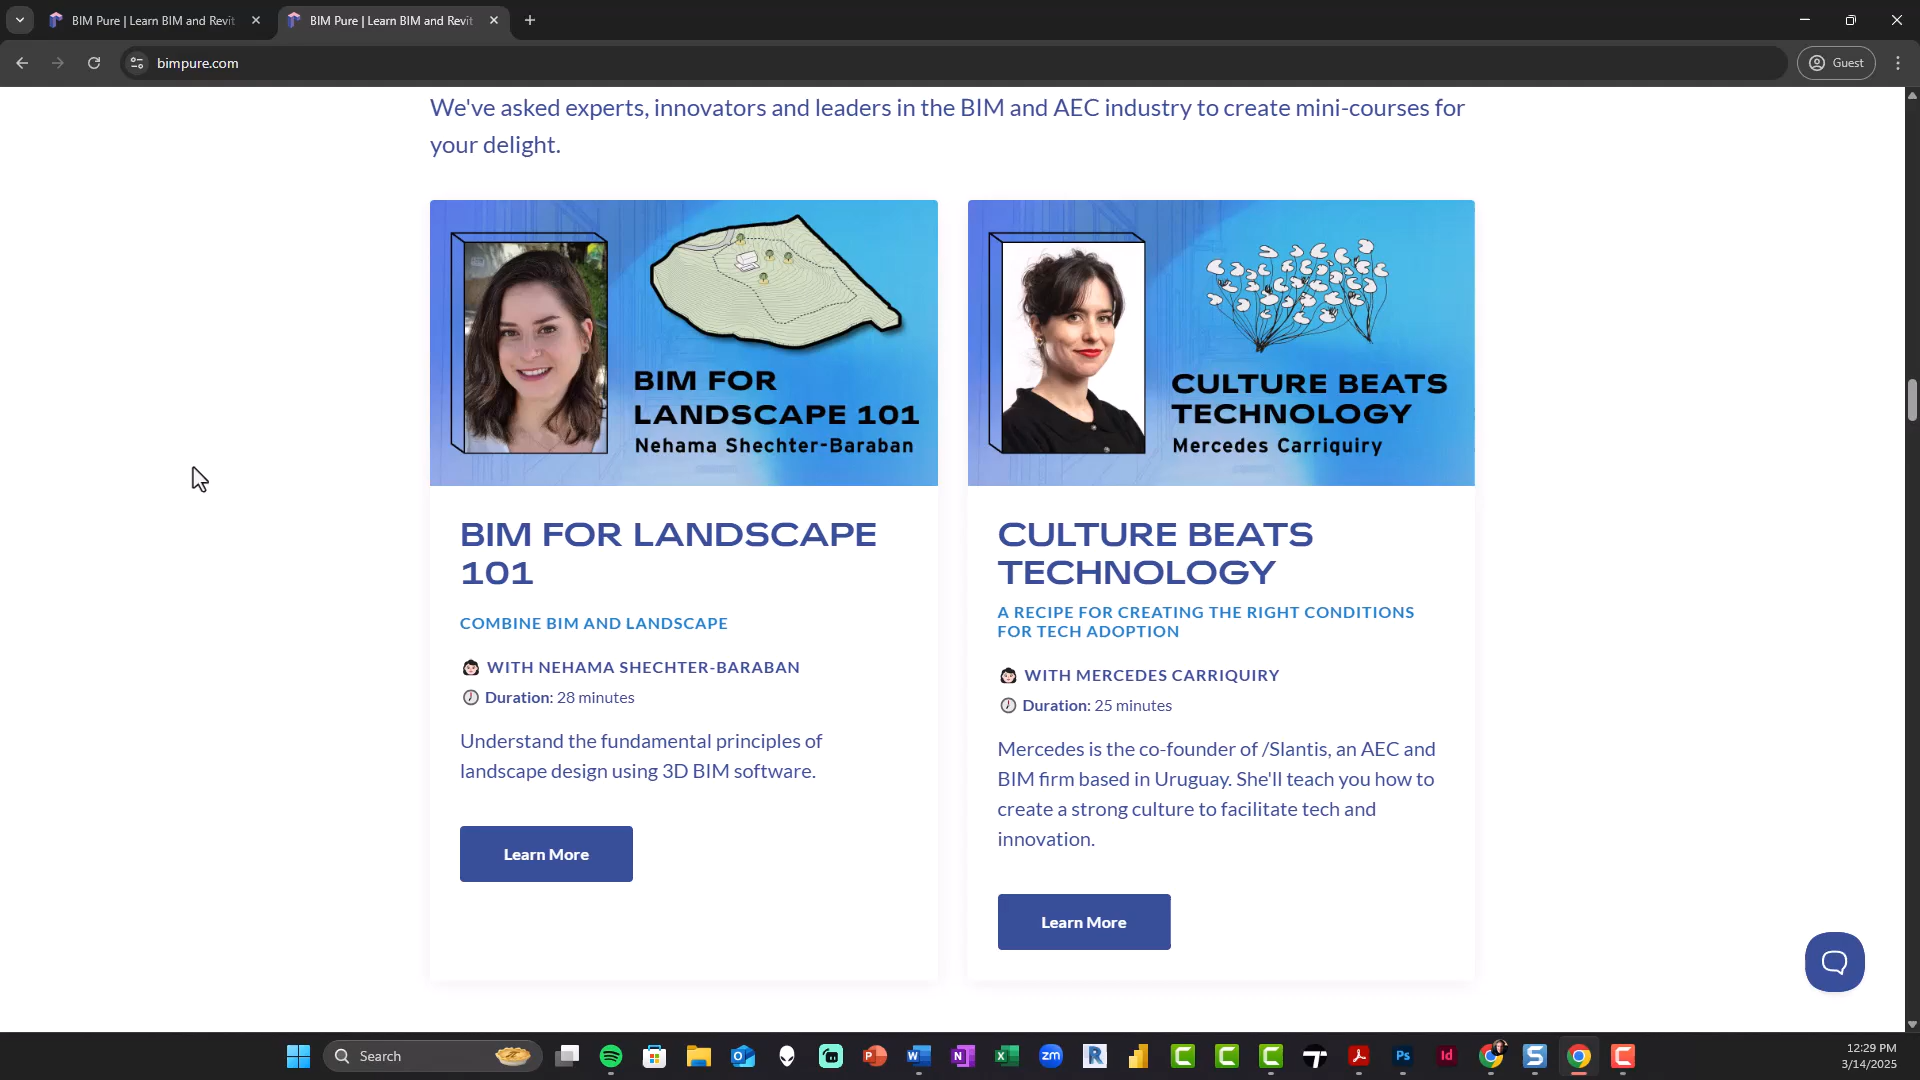 BIM Pure | Learn BIM and Revit
BIM Pure | Learn BIM and Revit
bimpure.com
Guest
We've asked experts, innovators and leaders in the BIM and AEC industry to create mini-courses for
your delight.
BIM FOR
LANDSCAPE 101
Nehama Shechter-Baraban
BIM FOR LANDSCAPE
101
COMBINE BIM AND LANDSCAPE
WITH NEHAMA SHECHTER-BARABAN
Duration: 28 minutes
Understand the fundamental principles of
landscape design using 3D BIM software.
Learn More
CULTURE BEATS
TECHNOLOGY
Mercedes Carriquiry
CULTURE BEATS
TECHNOLOGY
A RECIPE FOR CREATING THE RIGHT CONDITIONS
FOR TECH ADOPTION
WITH MERCEDES CARRIQUIRY
Duration: 25 minutes
Mercedes is the co-founder of /Slantis, an AEC and
BIM firm based in Uruguay. She'll teach you how to
create a strong culture to facilitate tech and
innovation.
Learn More
Search
zm
Ps
Id
12:29 PM
3/14/2025